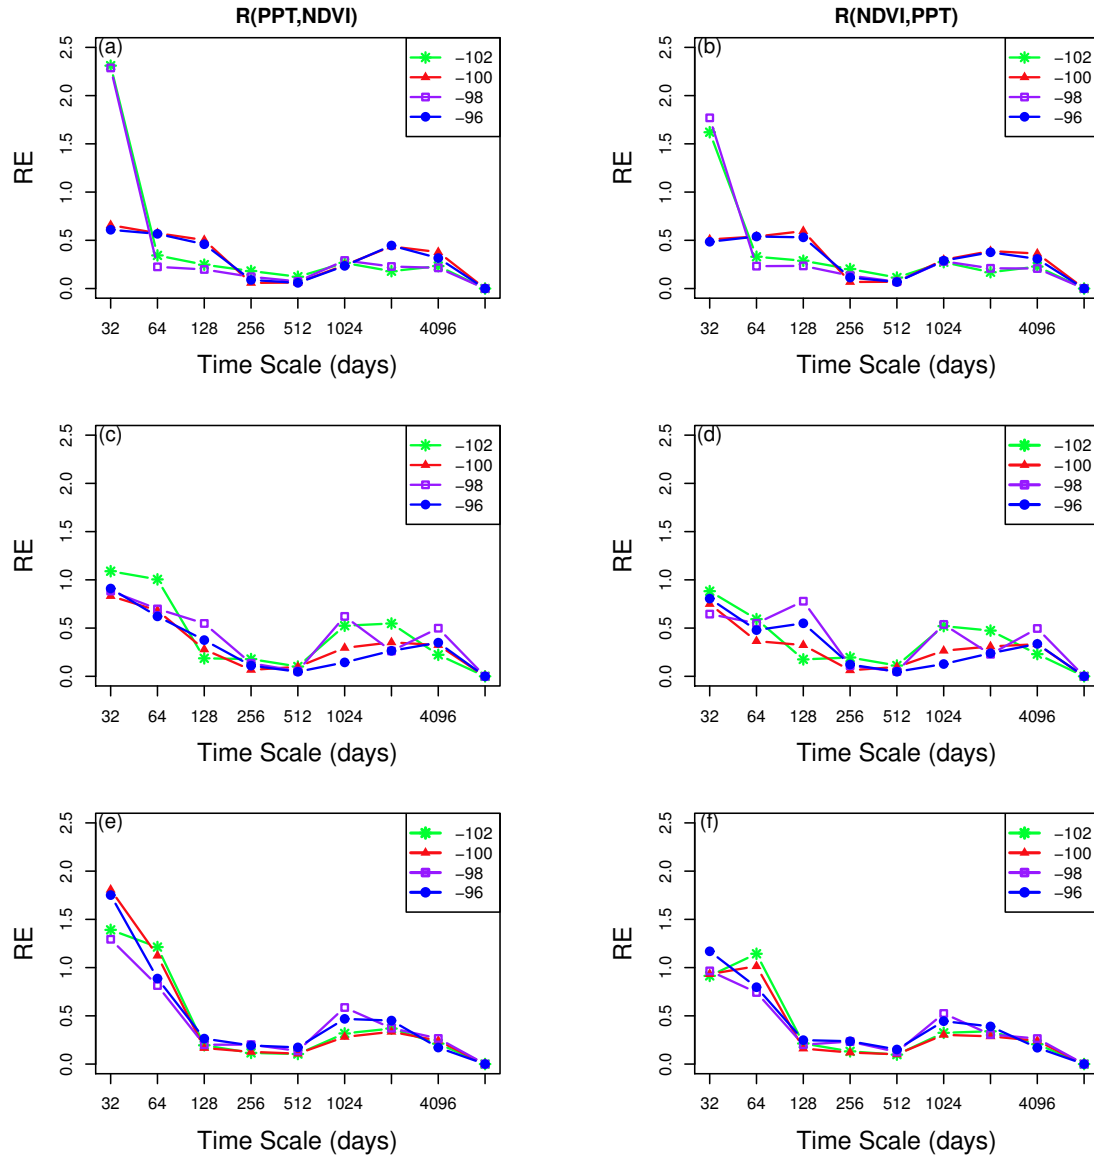 R(PPT,NDVI)
R(NDVI,PPT)
(a)
−102
−100
−98
−96
RE
0.0 0.5 1.0 1.5 2.0 2.5
32 64 128 256 512 1024 4096
Time Scale (days)
(b)
−102
−100
−98
−96
RE
0.0 0.5 1.0 1.5 2.0 2.5
32 64 128 256 512 1024 4096
Time Scale (days)
(c)
−102
−100
−98
−96
RE
0.0 0.5 1.0 1.5 2.0 2.5
32 64 128 256 512 1024 4096
Time Scale (days)
(d)
−102
−100
−98
−96
RE
0.0 0.5 1.0 1.5 2.0 2.5
32 64 128 256 512 1024 4096
Time Scale (days)
(e)
−102
−100
−98
−96
RE
0.0 0.5 1.0 1.5 2.0 2.5
32 64 128 256 512 1024 4096
Time Scale (days)
(f)
−102
−100
−98
−96
RE
0.0 0.5 1.0 1.5 2.0 2.5
32 64 128 256 512 1024 4096
Time Scale (days)